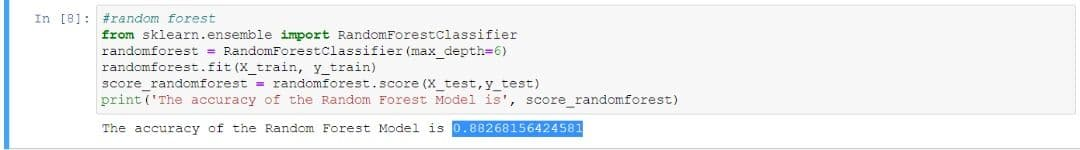 In [8]: #random forest
from sklearn.ensemble import RandomForestClassifier
randomforest = RandomForestClassifier(max_depth=6)
randomforest.fit(X_train, y_train)
score_randomforest = randomforest.score(X_test,y_test)
print('The accuracy of the Random Forest Model is', score_randomforest)
The accuracy of the Random Forest Model is 0.88268156424581